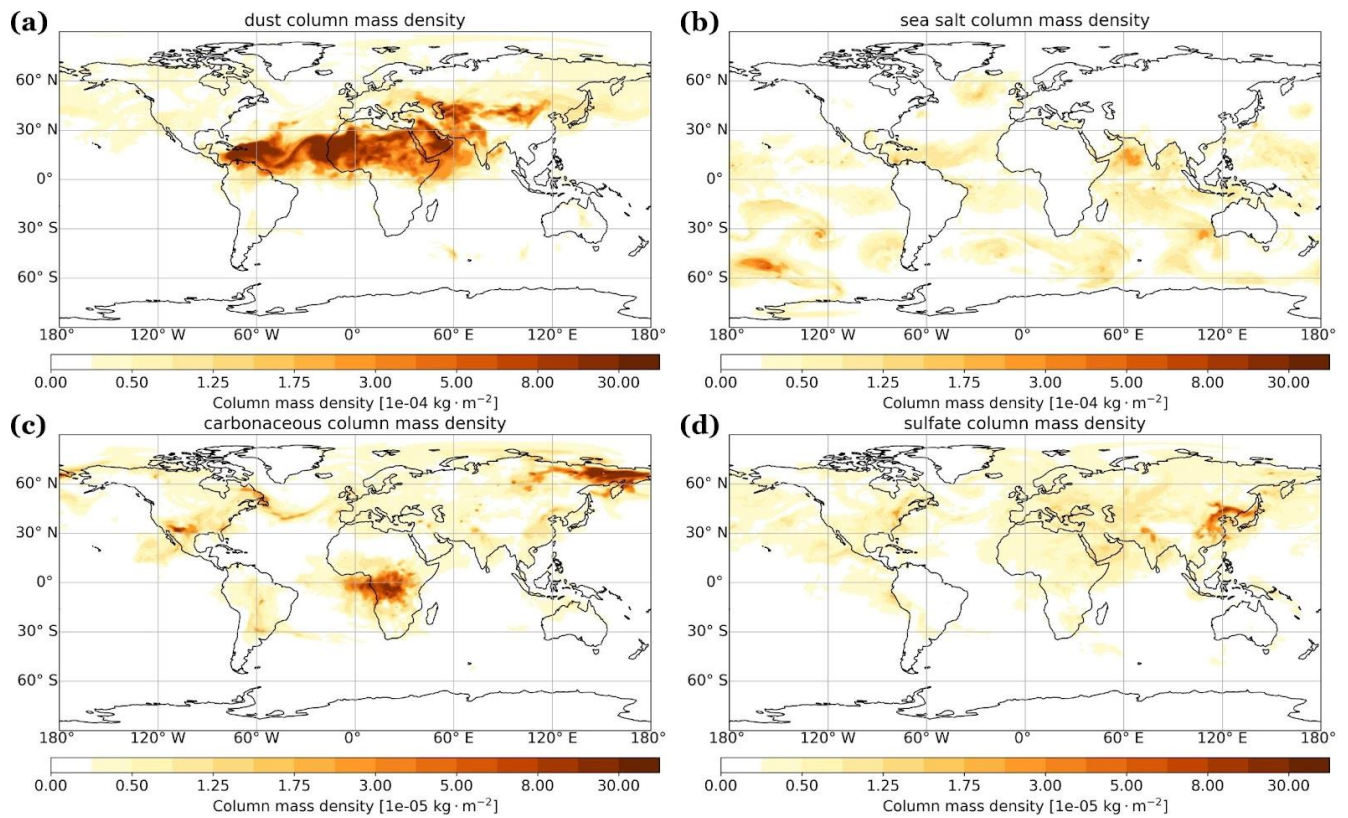 (a) dust column mass density
60° N
30° N
0°
30° S
60° S
180° 120° W 60° W 0° 60° E 120° E 180°
0.00 0.50 1.25 1.75 3.00 5.00 8.00 30.00
Column mass density [1e-04 kg · m⁻²]
(b) sea salt column mass density
60° N
30° N
0°
30° S
60° S
180° 120° W 60° W 0° 60° E 120° E 180°
0.00 0.50 1.25 1.75 3.00 5.00 8.00 30.00
Column mass density [1e-04 kg · m⁻²]
(c) carbonaceous column mass density
60° N
30° N
0°
30° S
60° S
180° 120° W 60° W 0° 60° E 120° E 180°
0.00 0.50 1.25 1.75 3.00 5.00 8.00 30.00
Column mass density [1e-05 kg · m⁻²]
(d) sulfate column mass density
60° N
30° N
0°
30° S
60° S
180° 120° W 60° W 0° 60° E 120° E 180°
0.00 0.50 1.25 1.75 3.00 5.00 8.00 30.00
Column mass density [1e-05 kg · m⁻²]